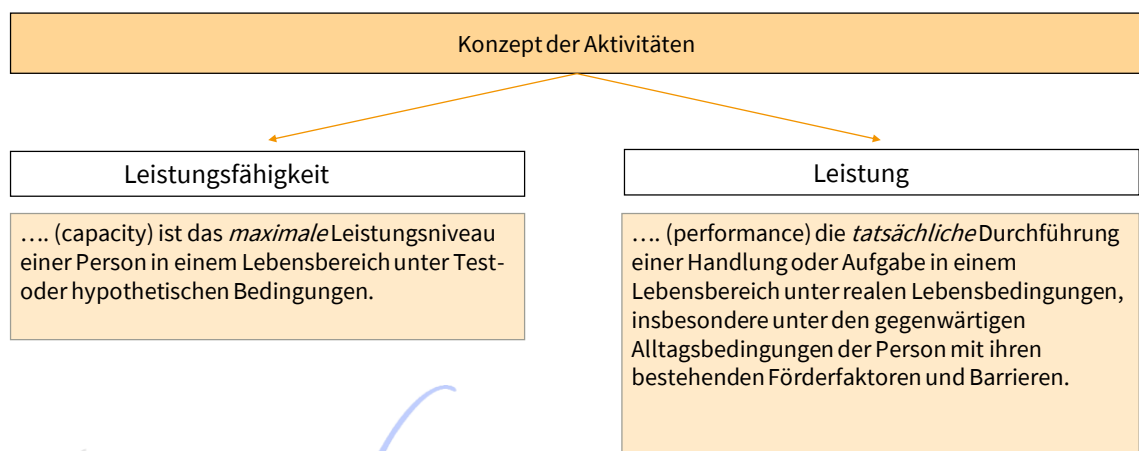 Konzept der Aktivitäten
Leistungsfähigkeit
Leistung
…. (capacity) ist das maximale Leistungsniveau
einer Person in einem Lebensbereich unter Test-
oder hypothetischen Bedingungen.
…. (performance) die tatsächliche Durchführung
einer Handlung oder Aufgabe in einem
Lebensbereich unter realen Lebensbedingungen,
insbesondere unter den gegenwärtigen
Alltagsbedingungen der Person mit ihren
bestehenden Förderfaktoren und Barrieren.